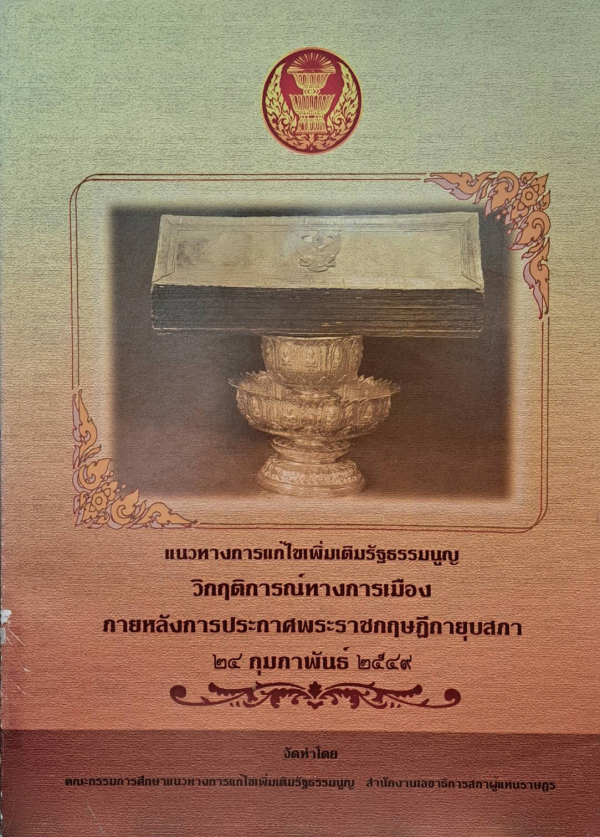 แนวทางการแก้ไขเพิ่มเติมรัฐธรรมนูญ
วิกฤติการณ์ทางการเมือง
ภายหลังการประกาศพระราชกฤษฎีกายุบสภา
๒๔ กุมภาพันธ์ ๒๕๔๙
จัดทำโดย
คณะกรรมการศึกษาแนวทางการแก้ไขเพิ่มเติมรัฐธรรมนูญ สำนักงานเลขาธิการสภาผู้แทนราษฎร